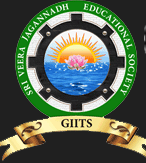 SRI VEERA JAGANNADH EDUCATIONAL SOCIETY
GIITS